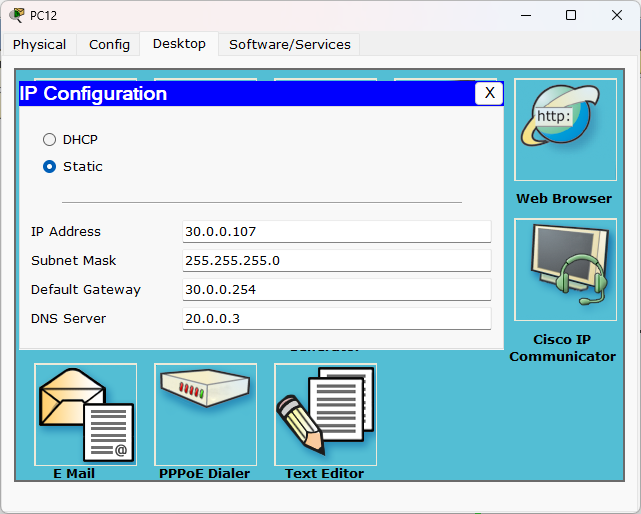 PC12
Physical Config Desktop Software/Services
IP Configuration X
http:
DHCP
Static
Web Browser
IP Address 30.0.0.107
Subnet Mask 255.255.255.0
Default Gateway 30.0.0.254
DNS Server 20.0.0.3
Cisco IP
Communicator
@
E Mail PPPoE Dialer Text Editor